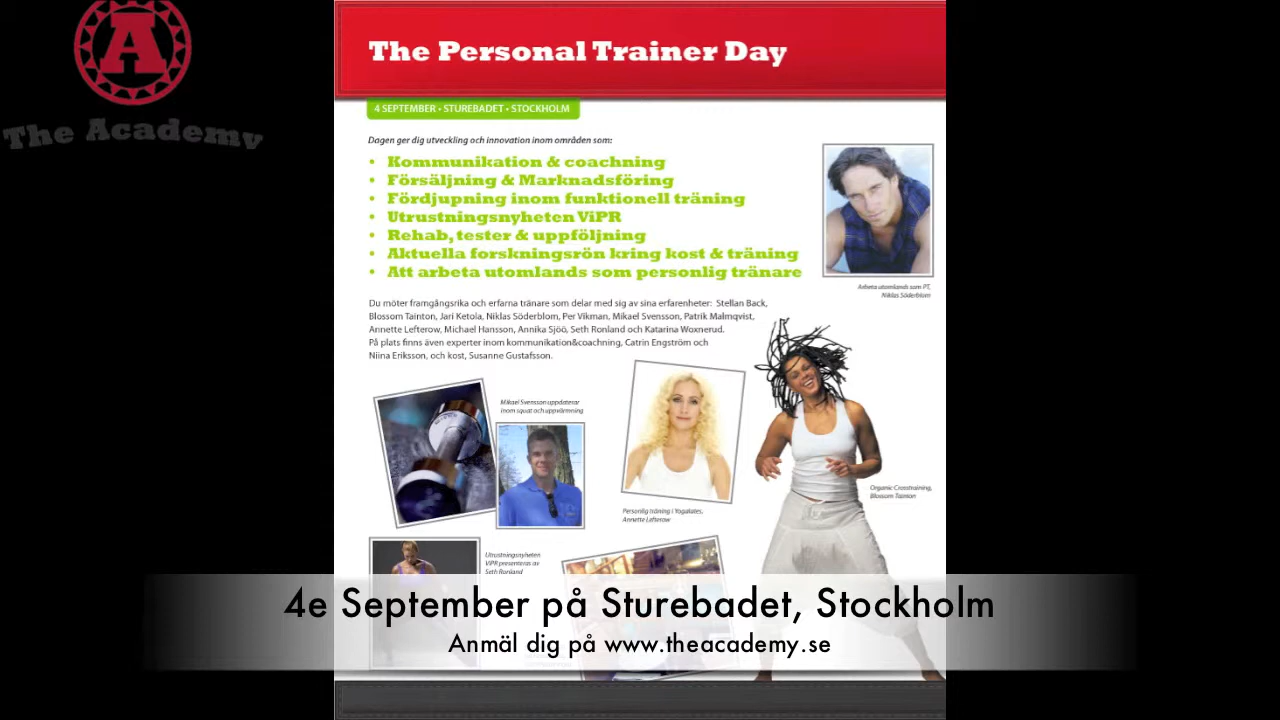 A
The Academy
The Personal Trainer Day
4 SEPTEMBER • STUREBADET • STOCKHOLM
Dagen ger dig utveckling och innovation inom områden som:
• Kommunikation & coachning
• Försäljning & Marknadsföring
• Fördjupning inom funktionell träning
• Utrustningsnyheten ViPR
• Rehab, tester & uppföljning
• Aktuella forskningsrön kring kost & träning
• Att arbeta utomlands som personlig tränare
Arbeta utomlands som PT,
Niklas Söderblom
Du möter framgångsrika och erfarna tränare som delar med sig av sina erfarenheter: Stellan Back,
Blossom Tainton, Jari Ketola, Niklas Söderblom, Per Vikman, Mikael Svensson, Patrik Malmqvist,
Annette Lefterow, Michael Hansson, Annika Sjöö, Seth Ronland och Katarina Woxnerud.
På plats finns även experter inom kommunikation&coachning, Catrin Engström och
Niina Eriksson, och kost, Susanne Gustafsson.
Mikael Svensson uppdaterar
inom squat och uppvärmning
Personlig träning i Yogalates,
Annette Lefterow
Organic Crosstraining,
Blossom Tainton
Utrustningsnyheten
ViPR presenteras av
Seth Ronland
4e September på Sturebadet, Stockholm
Anmäl dig på www.theacademy.se